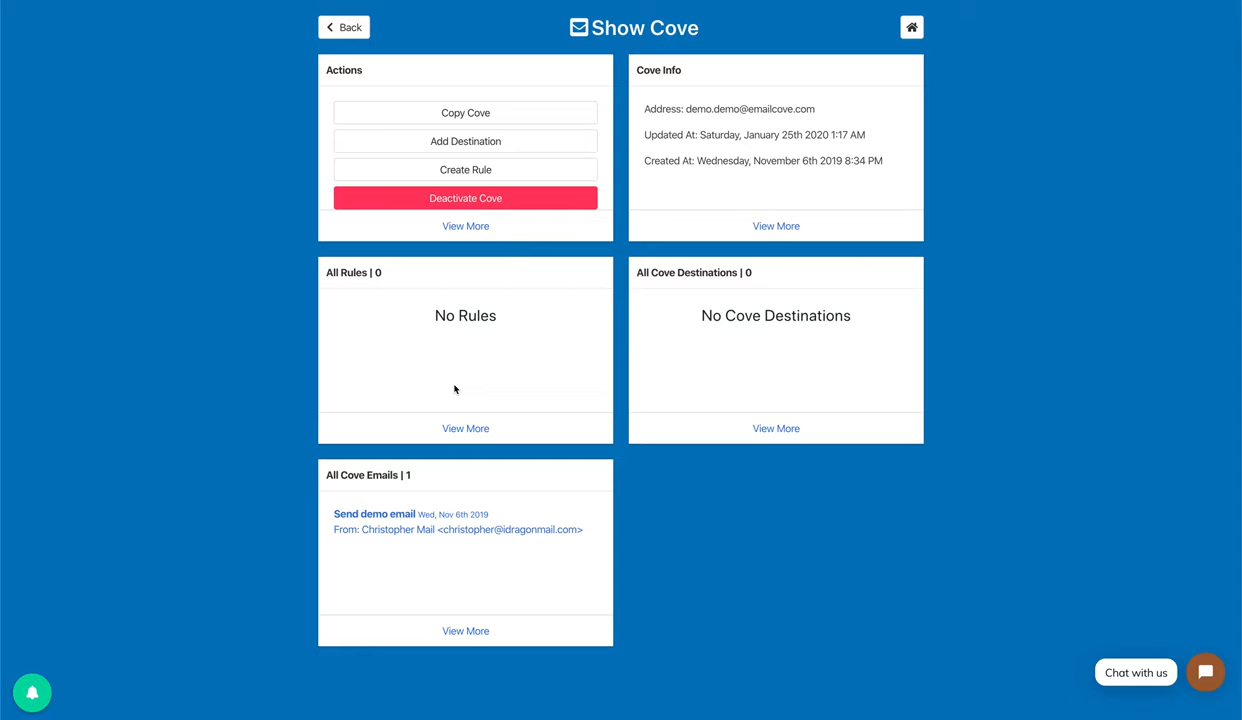 Back
Show Cove
Actions
Copy Cove
Add Destination
Create Rule
Deactivate Cove
View More
Cove Info
Address: demo.demo@emailcove.com
Updated At: Saturday, January 25th 2020 1:17 AM
Created At: Wednesday, November 6th 2019 8:34 PM
View More
All Rules | 0
No Rules
View More
All Cove Destinations | 0
No Cove Destinations
View More
All Cove Emails | 1
Send demo email Wed, Nov 6th 2019
From: Christopher Mail <christopher@idragonmail.com>
View More
Chat with us